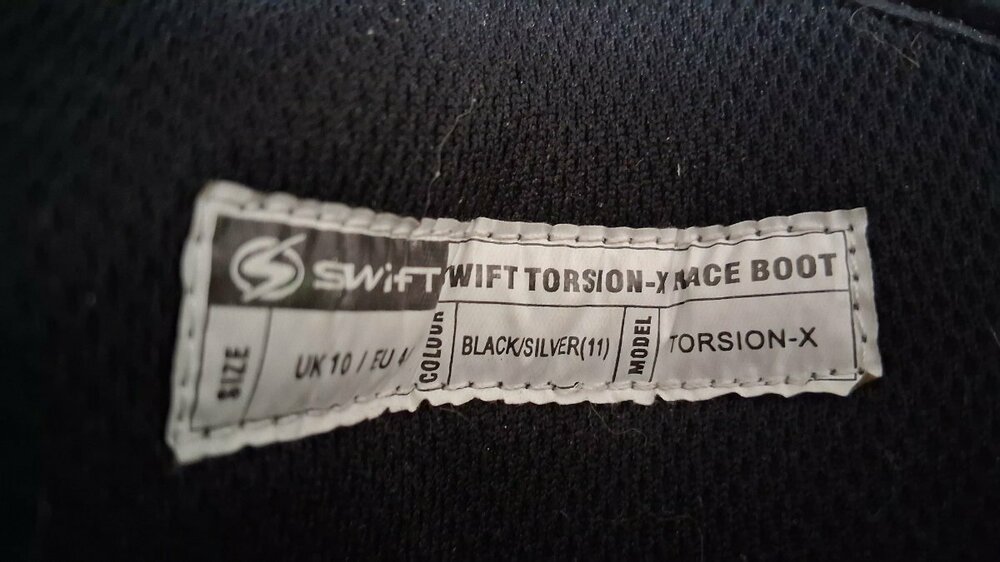 SWiFT WIFT TORSION-X RACE BOOT
SIZE UK 10 / EU 4 COLOUR BLACK/SILVER(11) MODEL TORSION-X